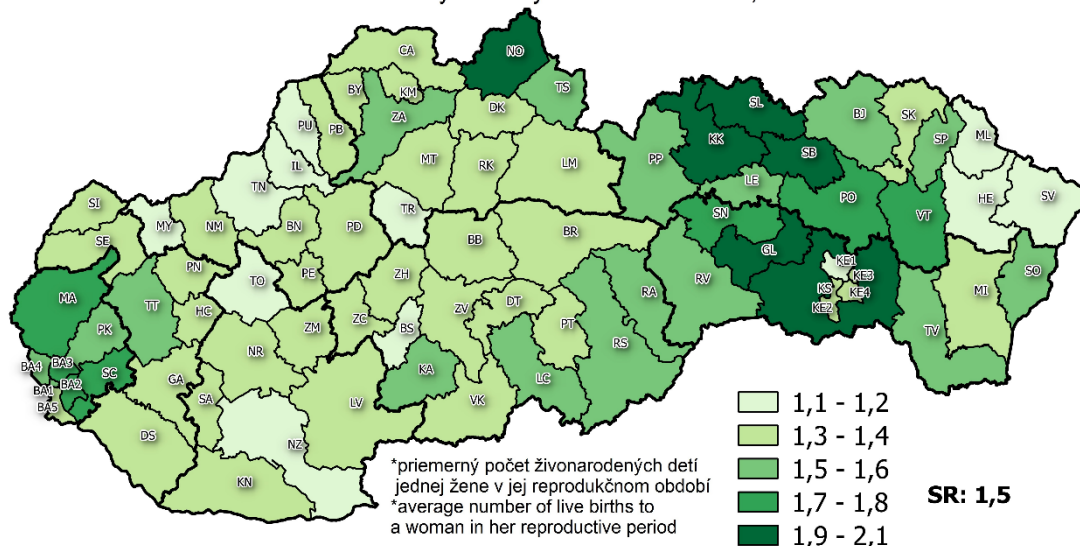 CA
NO
BY
KM
TS
PU
PB
ZA
DK
SL
BJ
SK
SP
ML
IL
KK
MT
RK
LM
PP
SB
TN
LE
HE
SV
SI
MY
NM
TR
SN
PO
VT
SE
BN
PD
BB
BR
GL
PN
PE
ZH
RV
KE1
SO
TO
KE3
MA
TT
HC
ZC
ZV
DT
RA
KS
KE4
MI
PK
ZM
BS
PT
KE2
NR
RS
TV
BA4
BA3
SC
GA
KA
LC
BA2
BA1
BA5
SA
LV
VK
DS
NZ
KN
*priemerný počet živonarodených detí
jednej žene v jej reprodukčnom období
*average number of live births to
a woman in her reproductive period
1,1 - 1,2
1,3 - 1,4
1,5 - 1,6
1,7 - 1,8
1,9 - 2,1
SR: 1,5